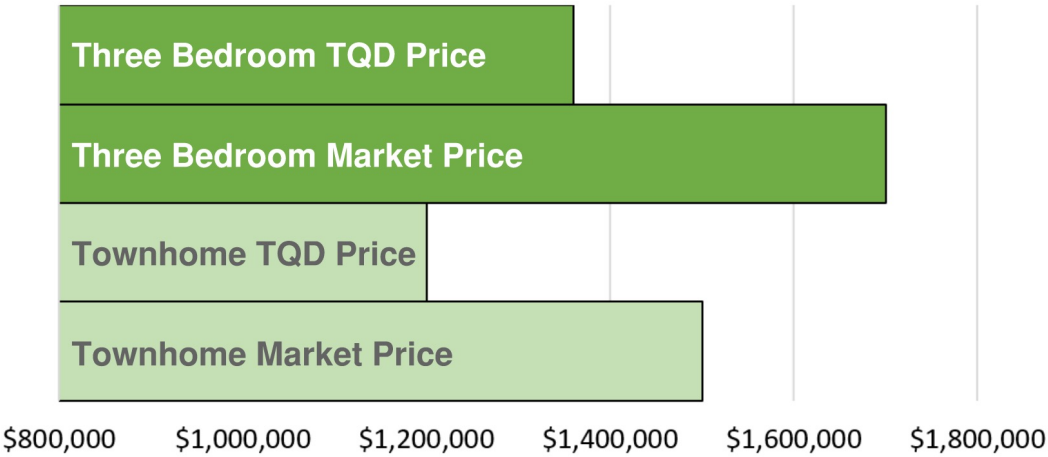 Three Bedroom TQD Price
Three Bedroom Market Price
Townhome TQD Price
Townhome Market Price
$800,000 $1,000,000 $1,200,000 $1,400,000 $1,600,000 $1,800,000